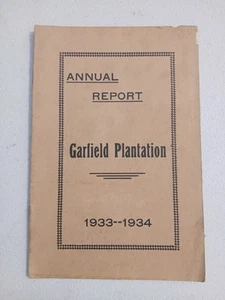 ANNUAL
REPORT
Garfield Plantation
1933--1934